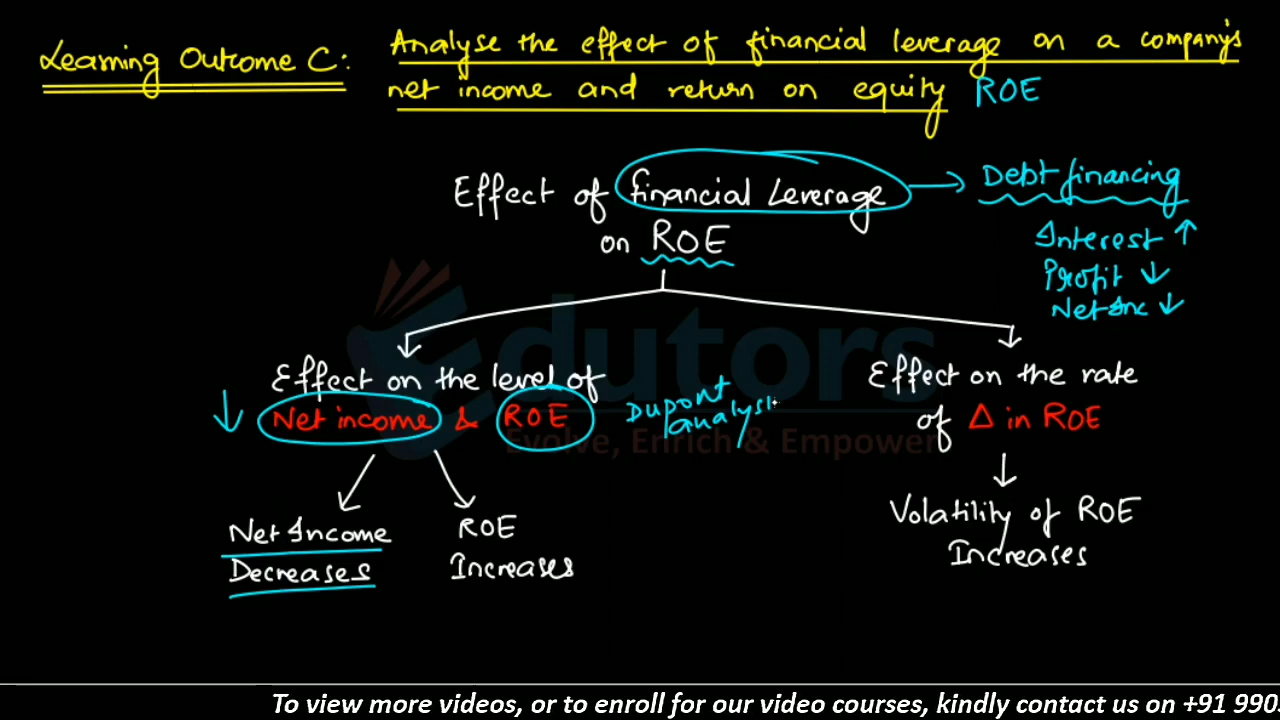 Learning Outcome C: Analyse the effect of financial leverage on a company's
net income and return on equity ROE
Effect of financial Leverage → Debt financing
on ROE
Interest ↑
Profit ↓
Net Inc ↓
Effect on the level of
↓ Net income & ROE
Dupont
analysi
Effect on the rate
of Δ in ROE
Net Income
Decreases
ROE
Increases
Volatility of ROE
Increases
dutors
Evolve, Enrich & Empower
To view more videos, or to enroll for our video courses, kindly contact us on +91 990